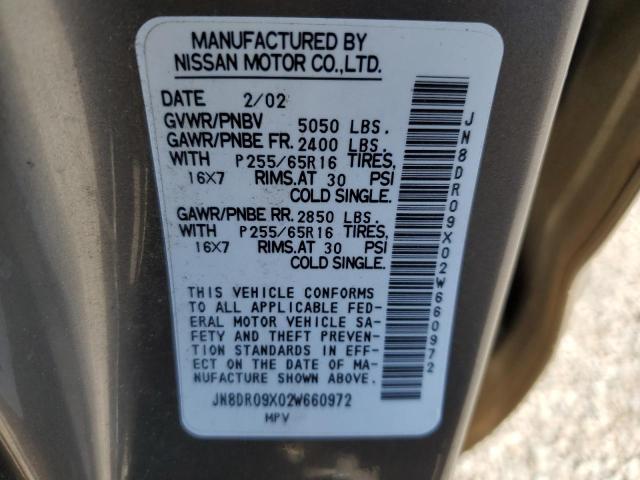 MANUFACTURED BY
NISSAN MOTOR CO.,LTD.
DATE 2/02
GVWR/PNBV 5050 LBS.
GAWR/PNBE FR. 2400 LBS.
WITH P255/65R16 TIRES,
16X7 RIMS.AT 30 PSI
COLD SINGLE.
GAWR/PNBE RR. 2850 LBS.
WITH P255/65R16 TIRES,
16X7 RIMS.AT 30 PSI
COLD SINGLE.
THIS VEHICLE CONFORMS
TO ALL APPLICABLE FED-
ERAL MOTOR VEHICLE SA-
FETY AND THEFT PREVEN-
TION STANDARDS IN EFF-
ECT ON THE DATE OF MA-
NUFACTURE SHOWN ABOVE.
JN8DR09X02W660972
MPV
JN8DR09X02W660972